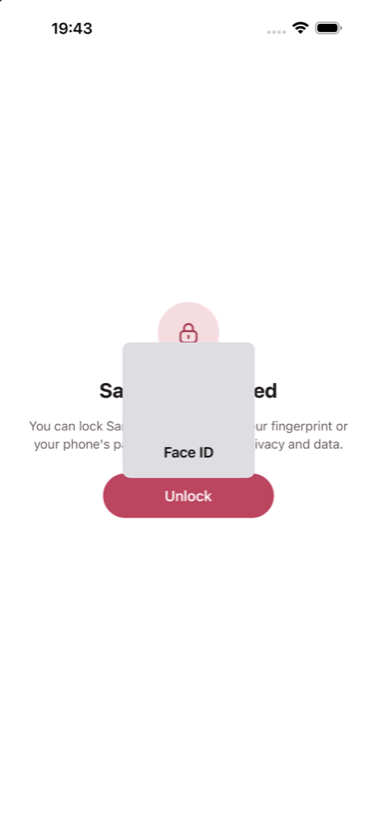 19:43
Sa ed
You can lock Sa ur fingerprint or
your phone's p ivacy and data.
Face ID
Unlock